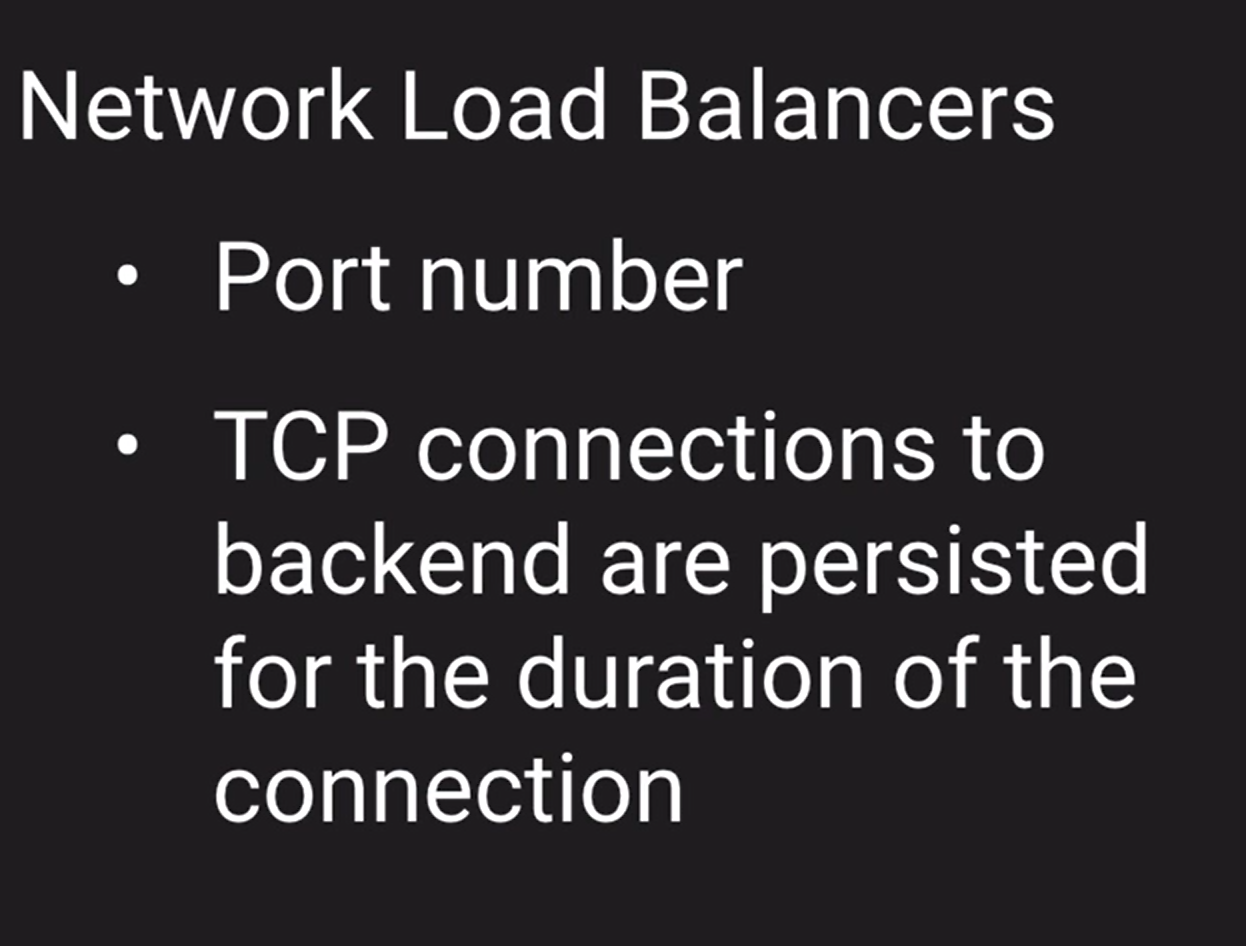 Network Load Balancers
• Port number
• TCP connections to
backend are persisted
for the duration of the
connection